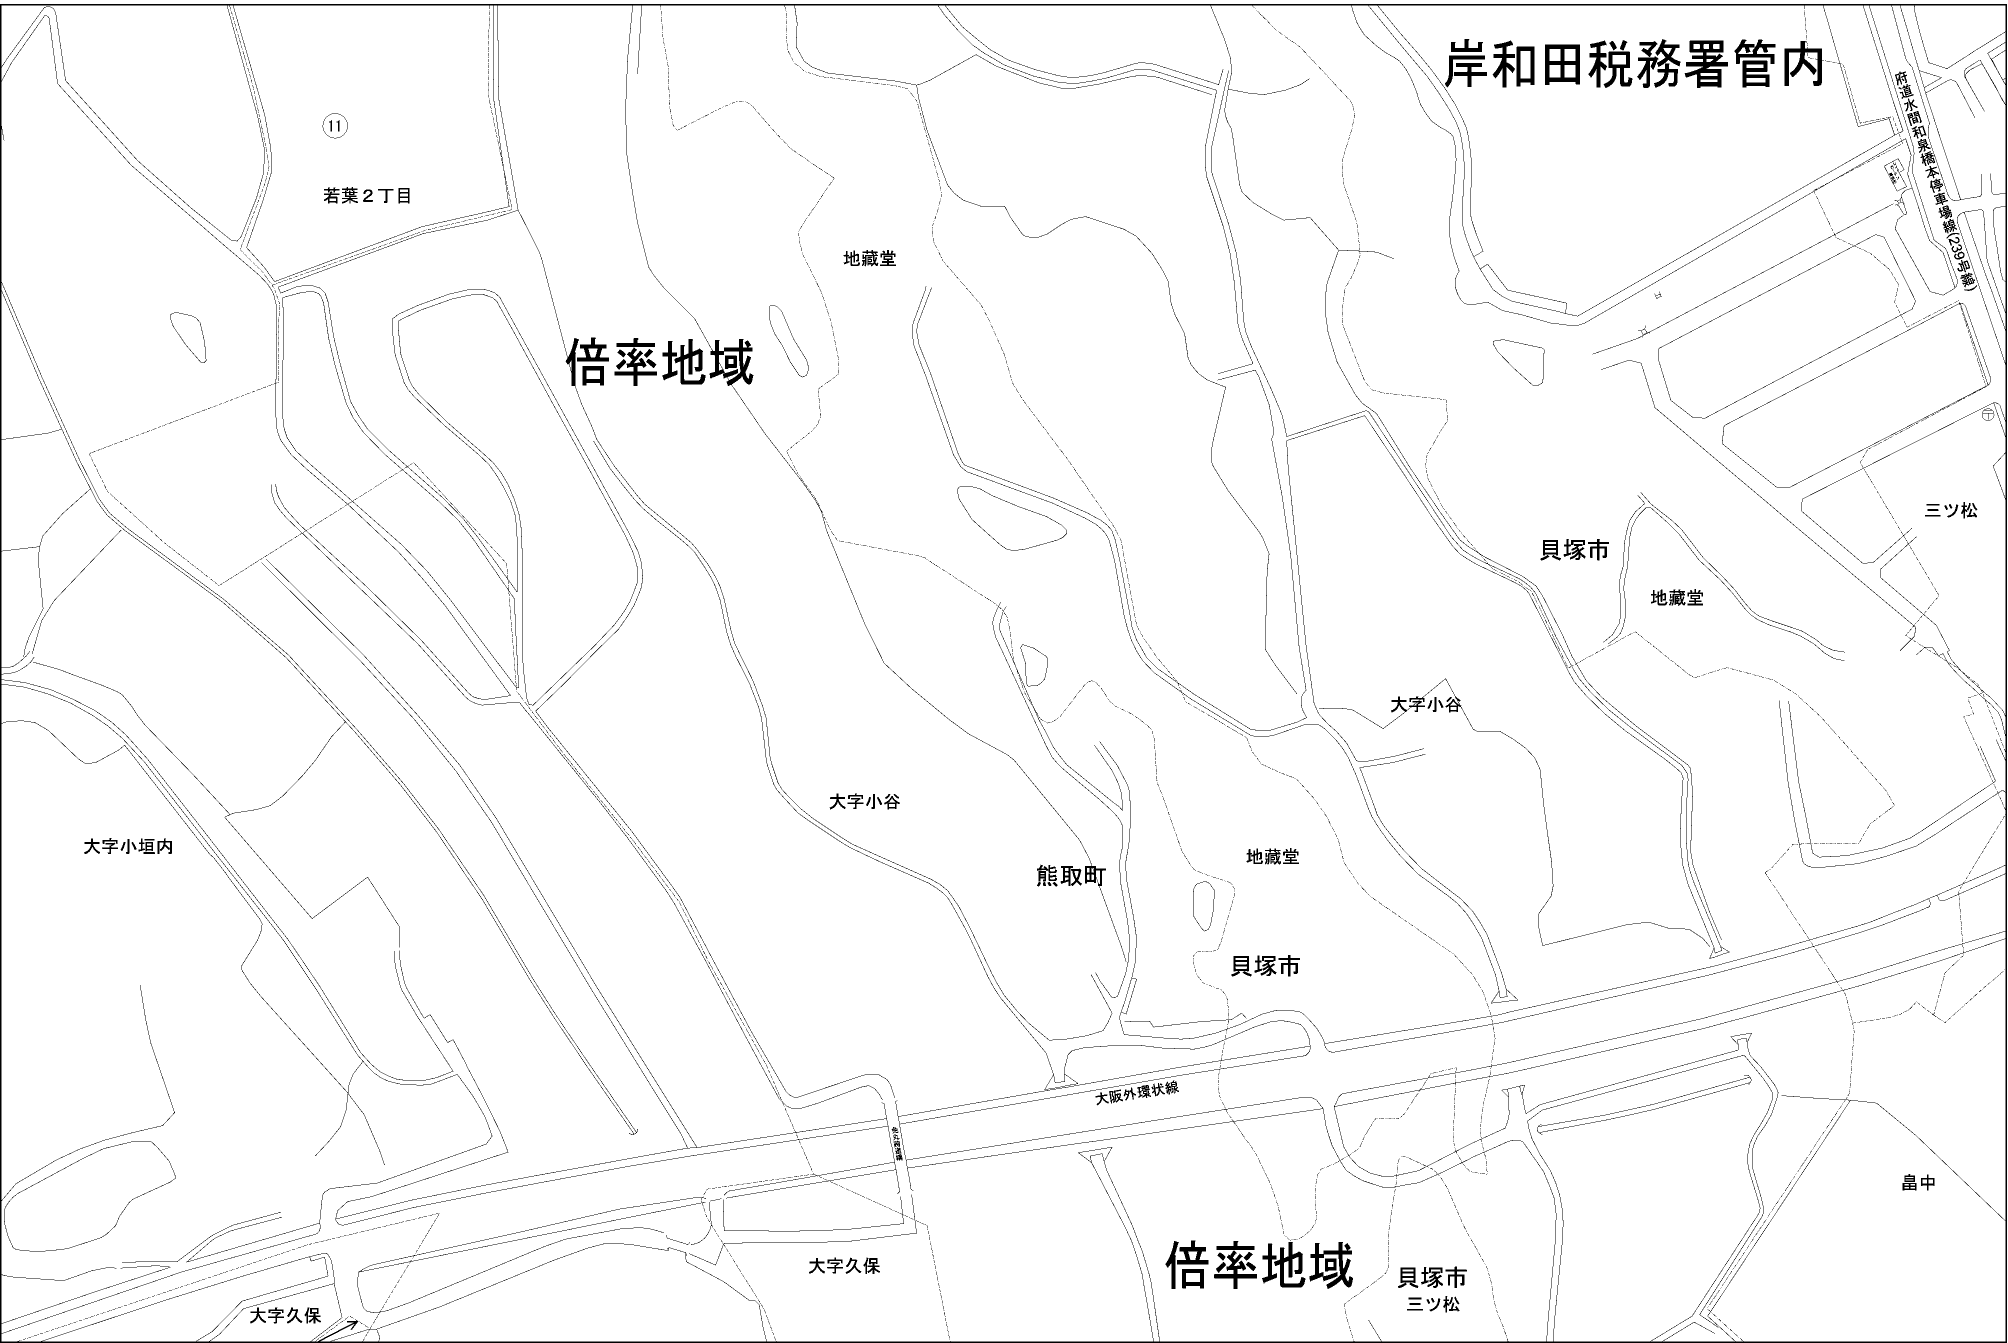 岸和田税務署管内
府道水間和泉橋本停車場線(239号線)
11
若葉2丁目
地蔵堂
倍率地域
三ツ松
貝塚市
地蔵堂
大字小谷
大字小谷
大字小垣内
地蔵堂
熊取町
貝塚市
大阪外環状線
畠中
倍率地域
大字久保
貝塚市
三ツ松
大字久保